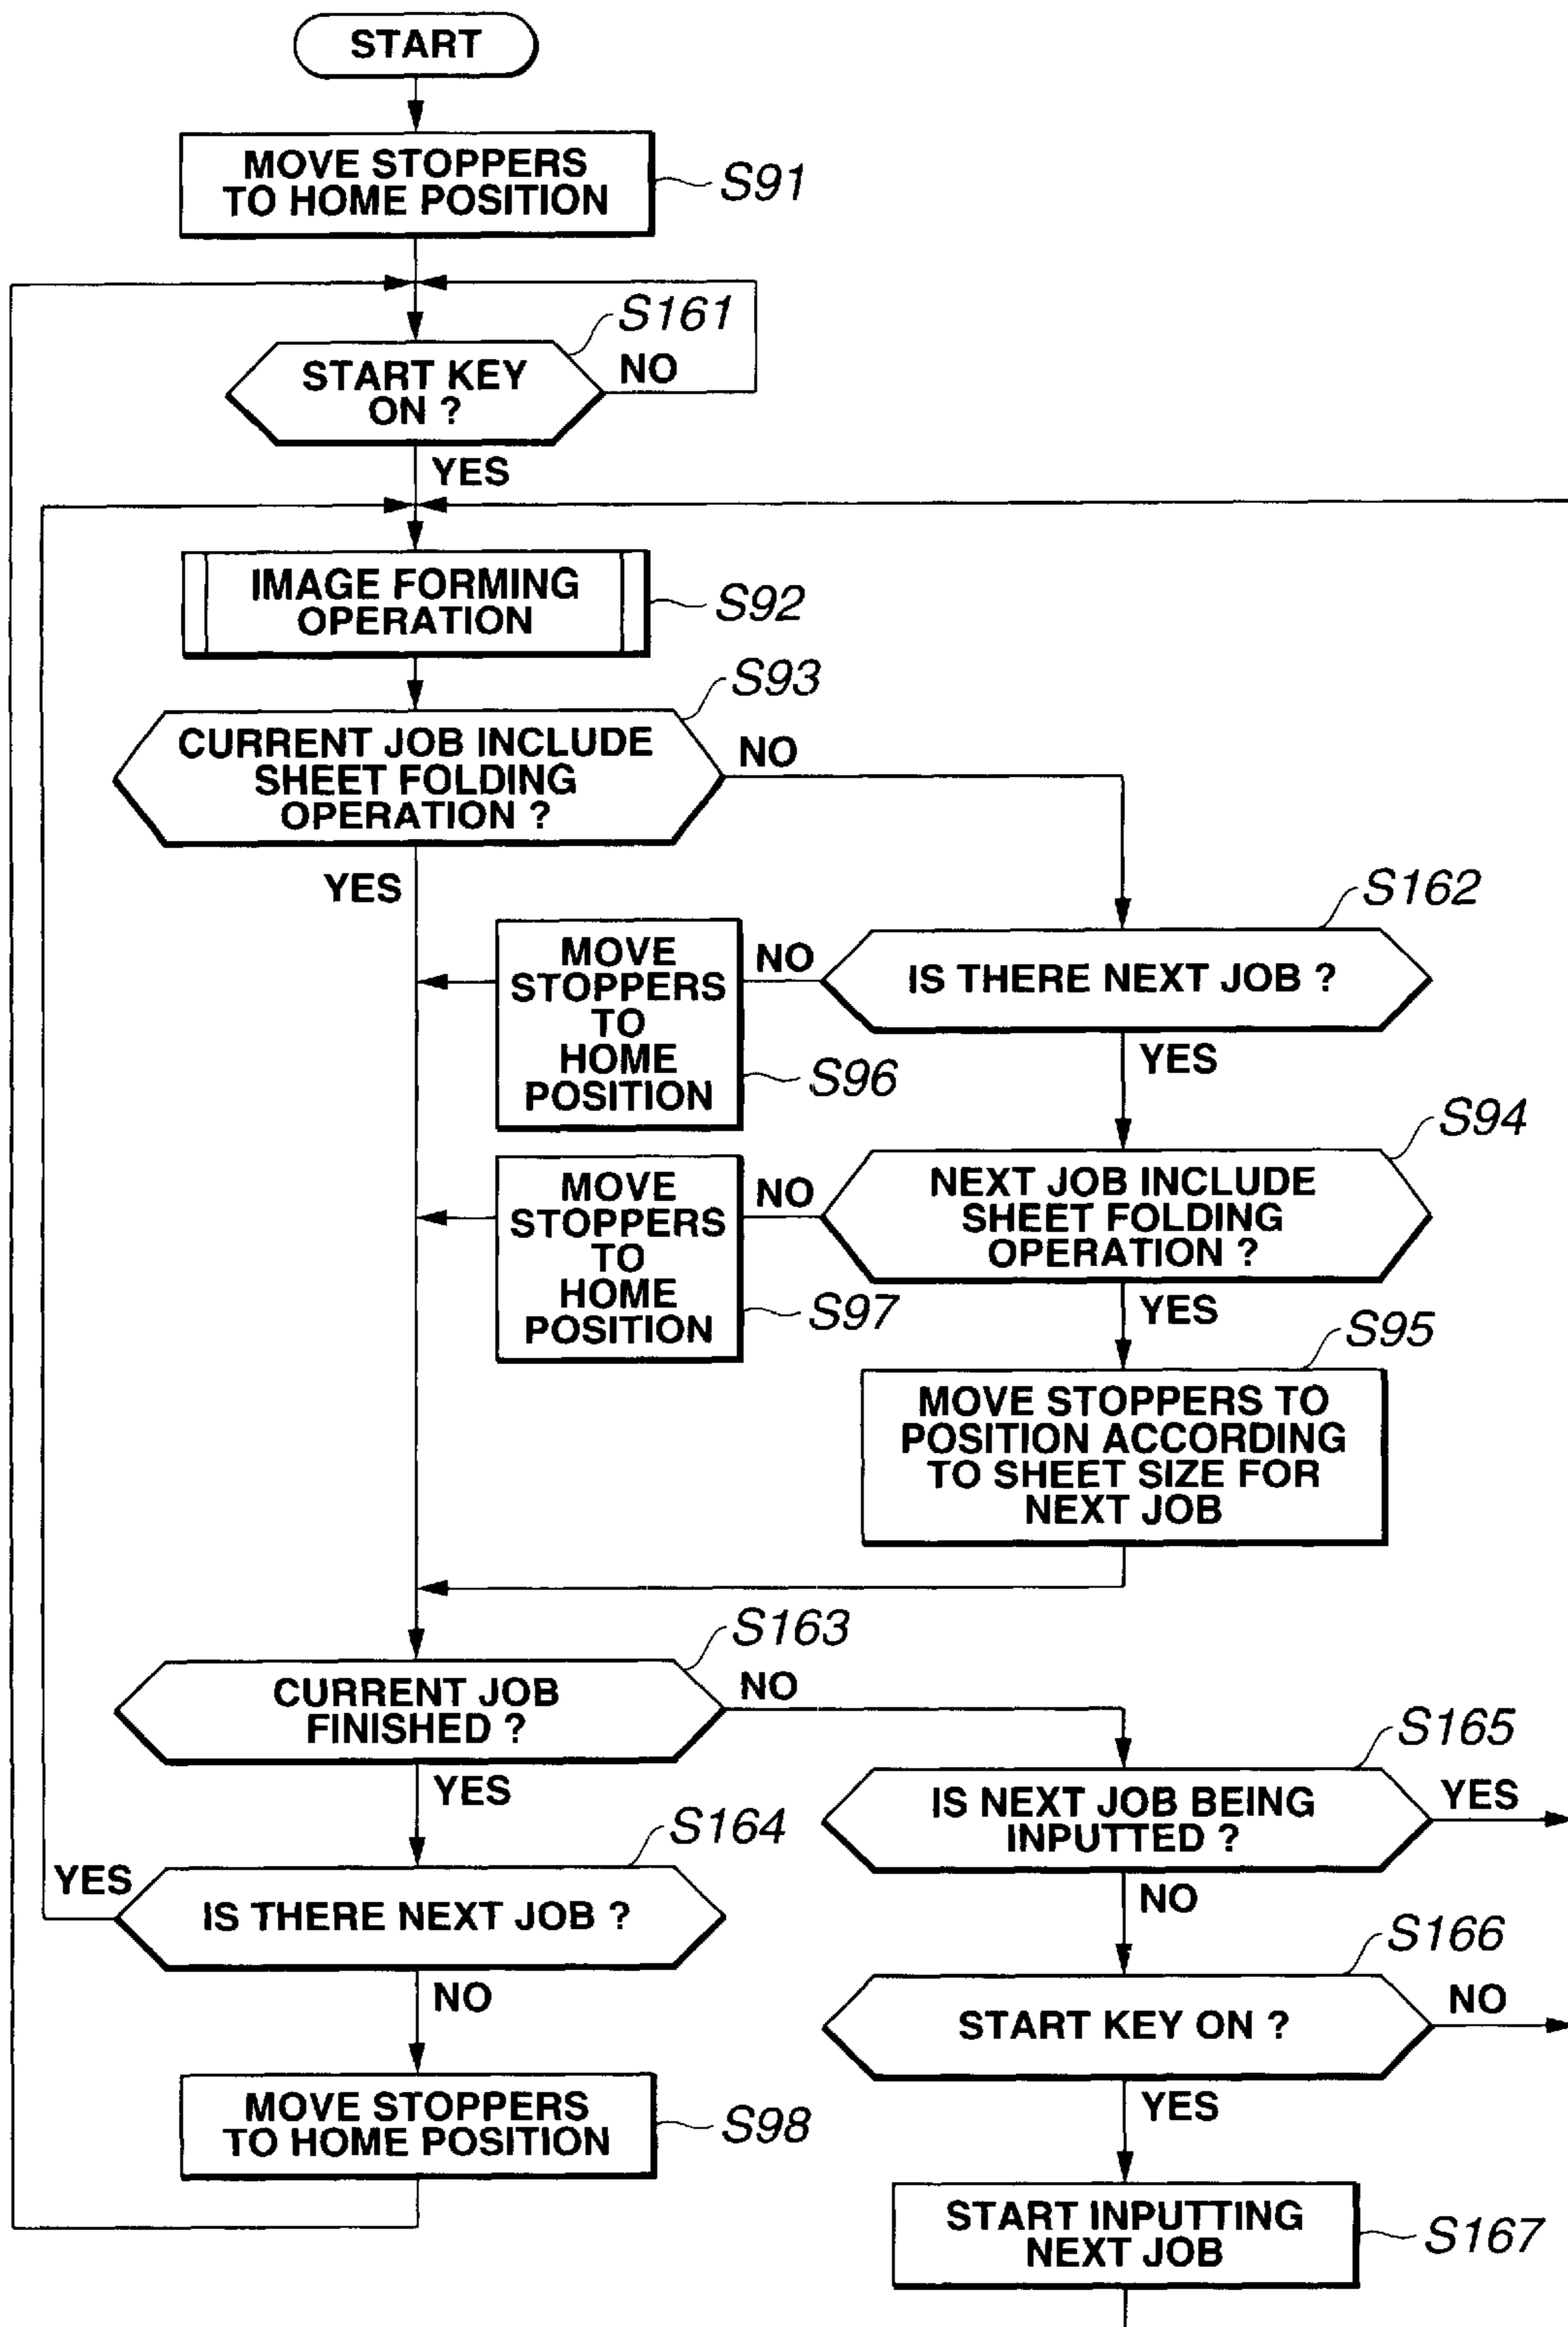 START
MOVE STOPPERS
TO HOME POSITION
S91
S161
START KEY
ON ?
NO
YES
IMAGE FORMING
OPERATION
S92
S93
CURRENT JOB INCLUDE
SHEET FOLDING
OPERATION ?
NO
YES
S162
IS THERE NEXT JOB ?
NO
YES
MOVE
STOPPERS
TO
HOME
POSITION
S96
S94
NEXT JOB INCLUDE
SHEET FOLDING
OPERATION ?
NO
YES
MOVE
STOPPERS
TO
HOME
POSITION
S97
S95
MOVE STOPPERS TO
POSITION ACCORDING
TO SHEET SIZE FOR
NEXT JOB
S163
CURRENT JOB
FINISHED ?
NO
YES
S165
IS NEXT JOB BEING
INPUTTED ?
YES
NO
S164
YES
IS THERE NEXT JOB ?
NO
S166
START KEY ON ?
NO
YES
MOVE STOPPERS
TO HOME POSITION
S98
START INPUTTING
NEXT JOB
S167